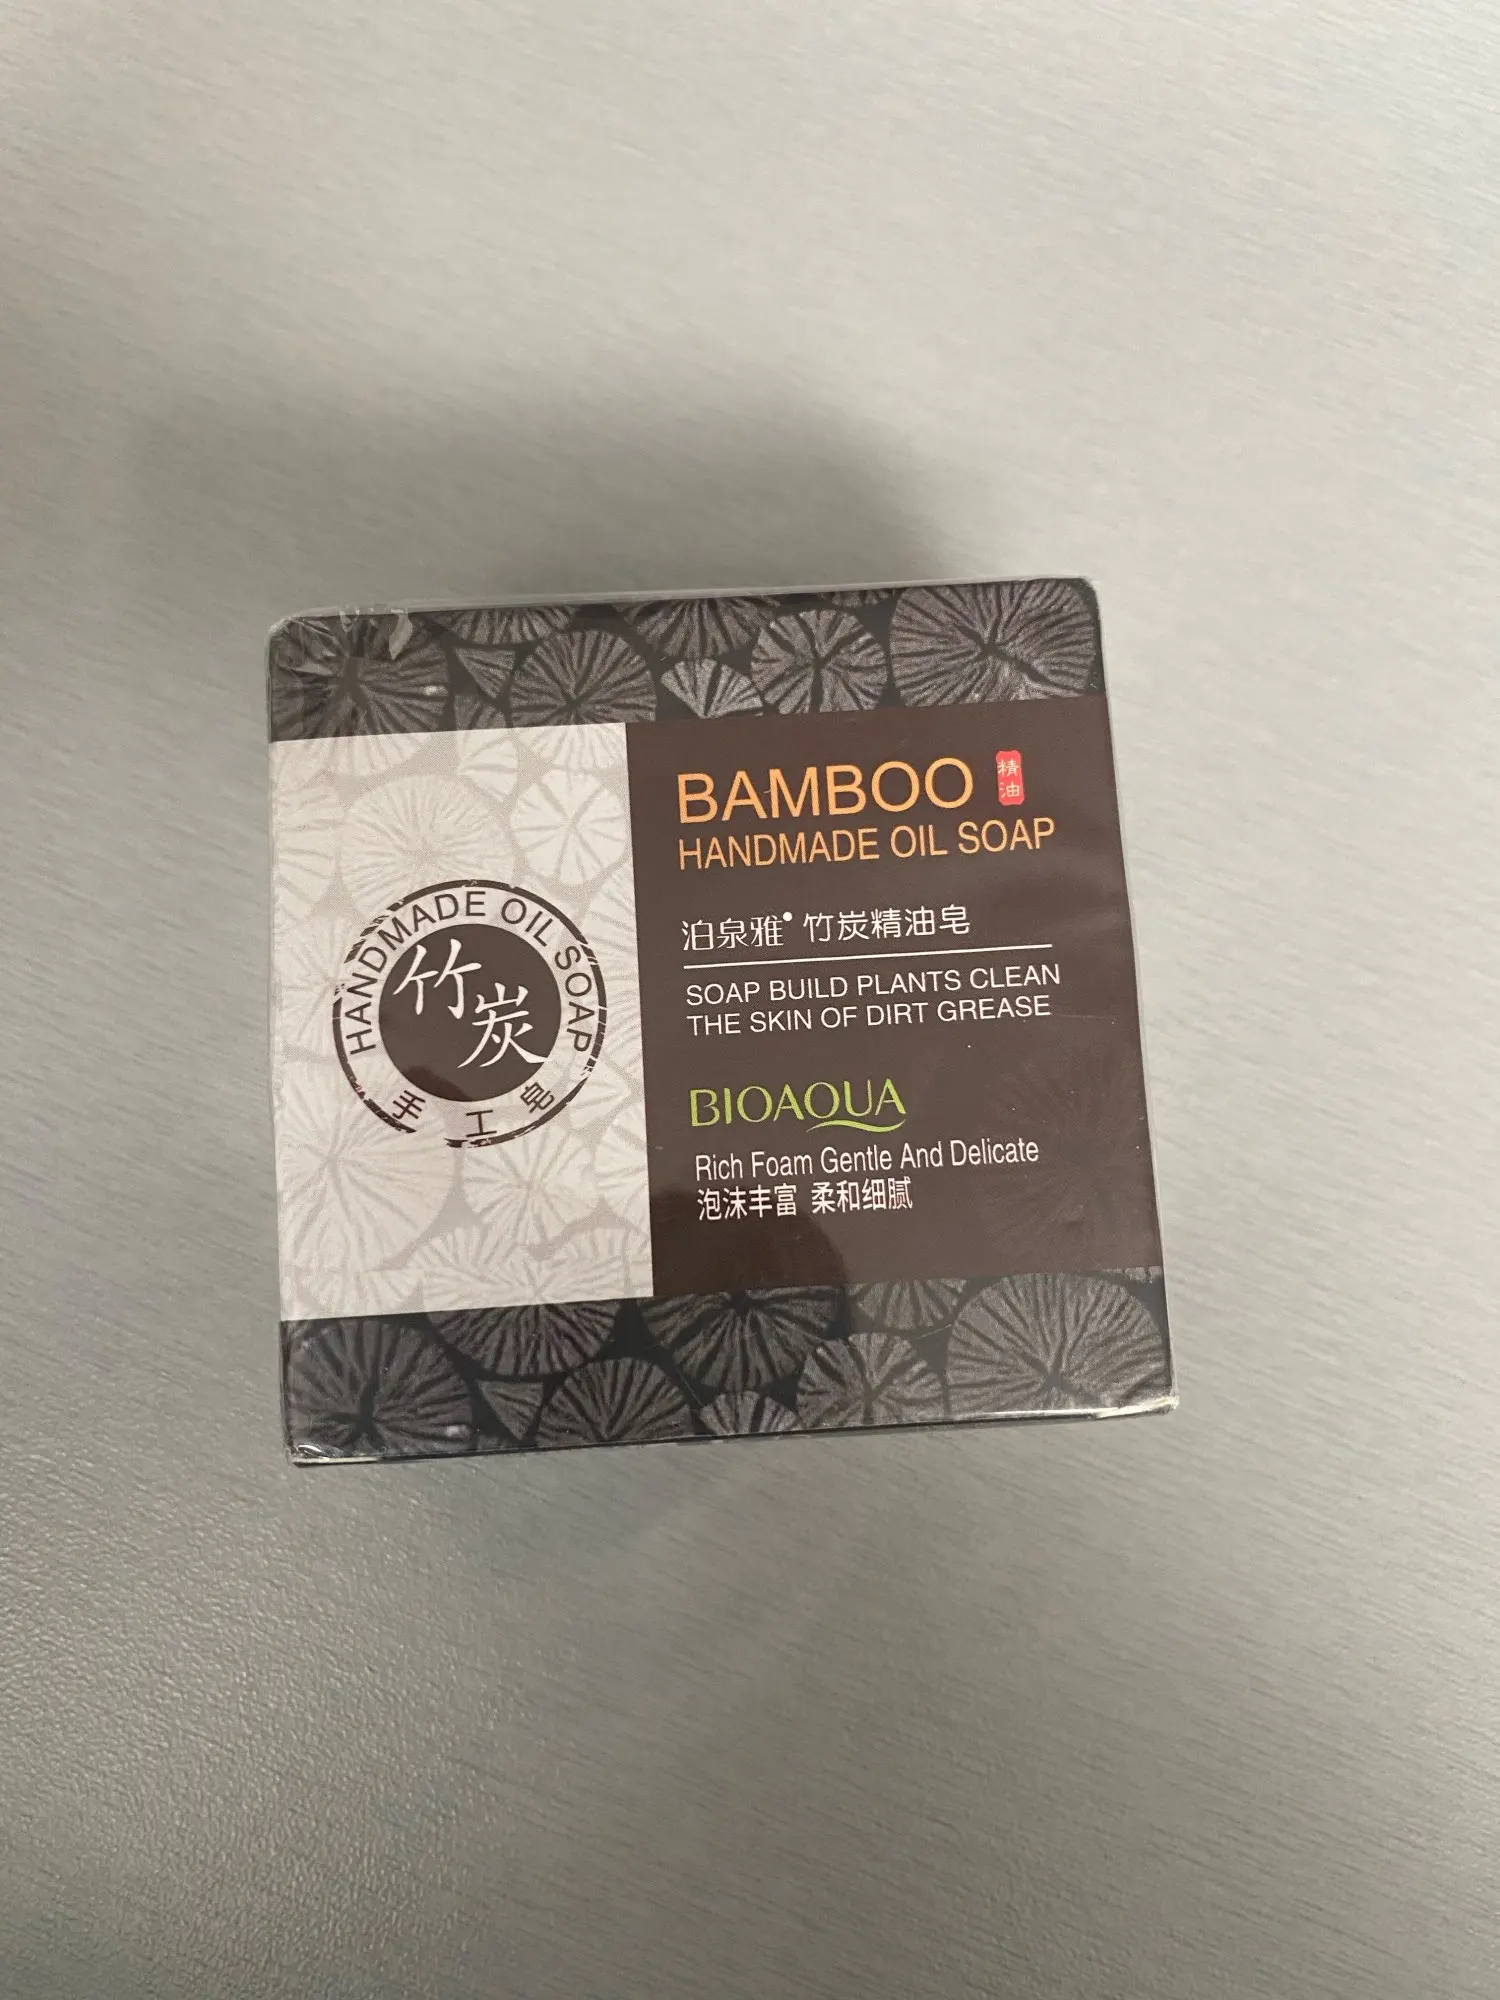 HANDMADE OIL SOAP
竹炭
手工皂
BAMBOO
精油
HANDMADE OIL SOAP
泊泉雅 竹炭精油皂
SOAP BUILD PLANTS CLEAN
THE SKIN OF DIRT GREASE
BIOAQUA
Rich Foam Gentle And Delicate
泡沫丰富 柔和细腻